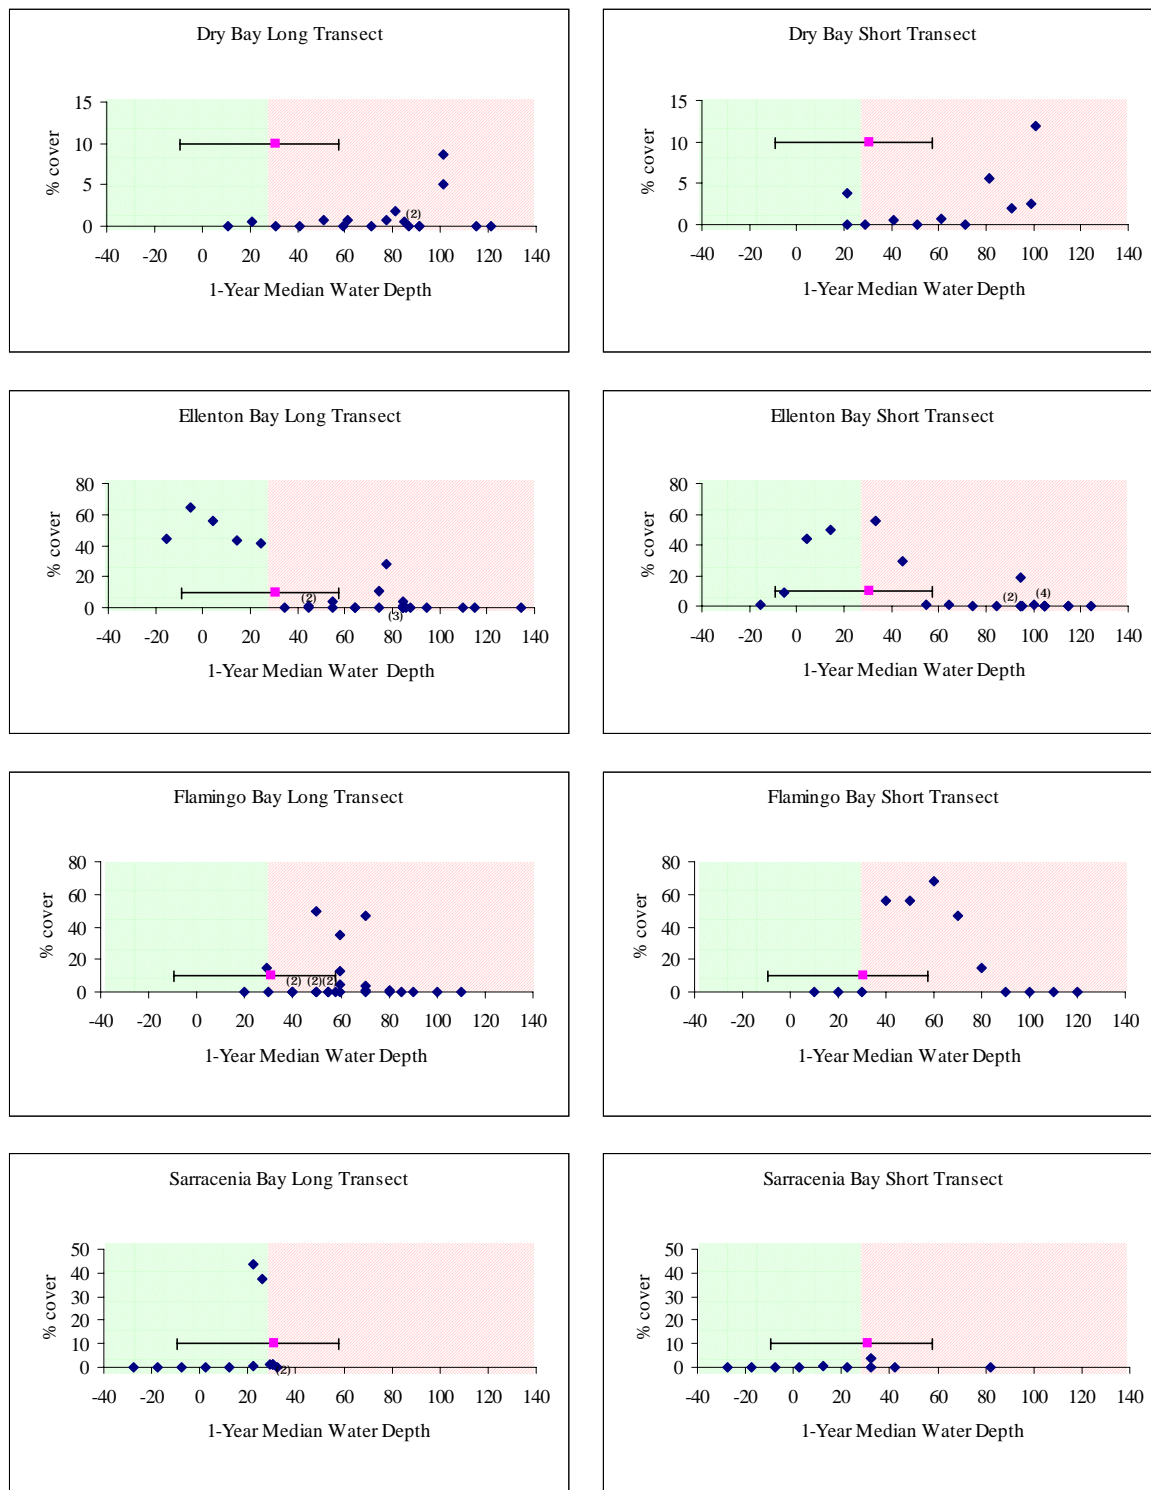 Dry Bay Long Transect
% cover
15
10
5
0
(2)
-40 -20 0 20 40 60 80 100 120 140
1-Year Median Water Depth
Dry Bay Short Transect
% cover
15
10
5
0
-40 -20 0 20 40 60 80 100 120 140
1-Year Median Water Depth
Ellenton Bay Long Transect
% cover
80
60
40
20
0
(2)
(3)
-40 -20 0 20 40 60 80 100 120 140
1-Year Median Water Depth
Ellenton Bay Short Transect
% cover
80
60
40
20
0
(2) (4)
-40 -20 0 20 40 60 80 100 120 140
1-Year Median Water Depth
Flamingo Bay Long Transect
% cover
80
60
40
20
0
(2) (2) (2)
-40 -20 0 20 40 60 80 100 120 140
1-Year Median Water Depth
Flamingo Bay Short Transect
% cover
80
60
40
20
0
-40 -20 0 20 40 60 80 100 120 140
1-Year Median Water Depth
Sarracenia Bay Long Transect
% cover
50
40
30
20
10
0
(2)
-40 -20 0 20 40 60 80 100 120 140
1-Year Median Water Depth
Sarracenia Bay Short Transect
% cover
50
40
30
20
10
0
-40 -20 0 20 40 60 80 100 120 140
1-Year Median Water Depth